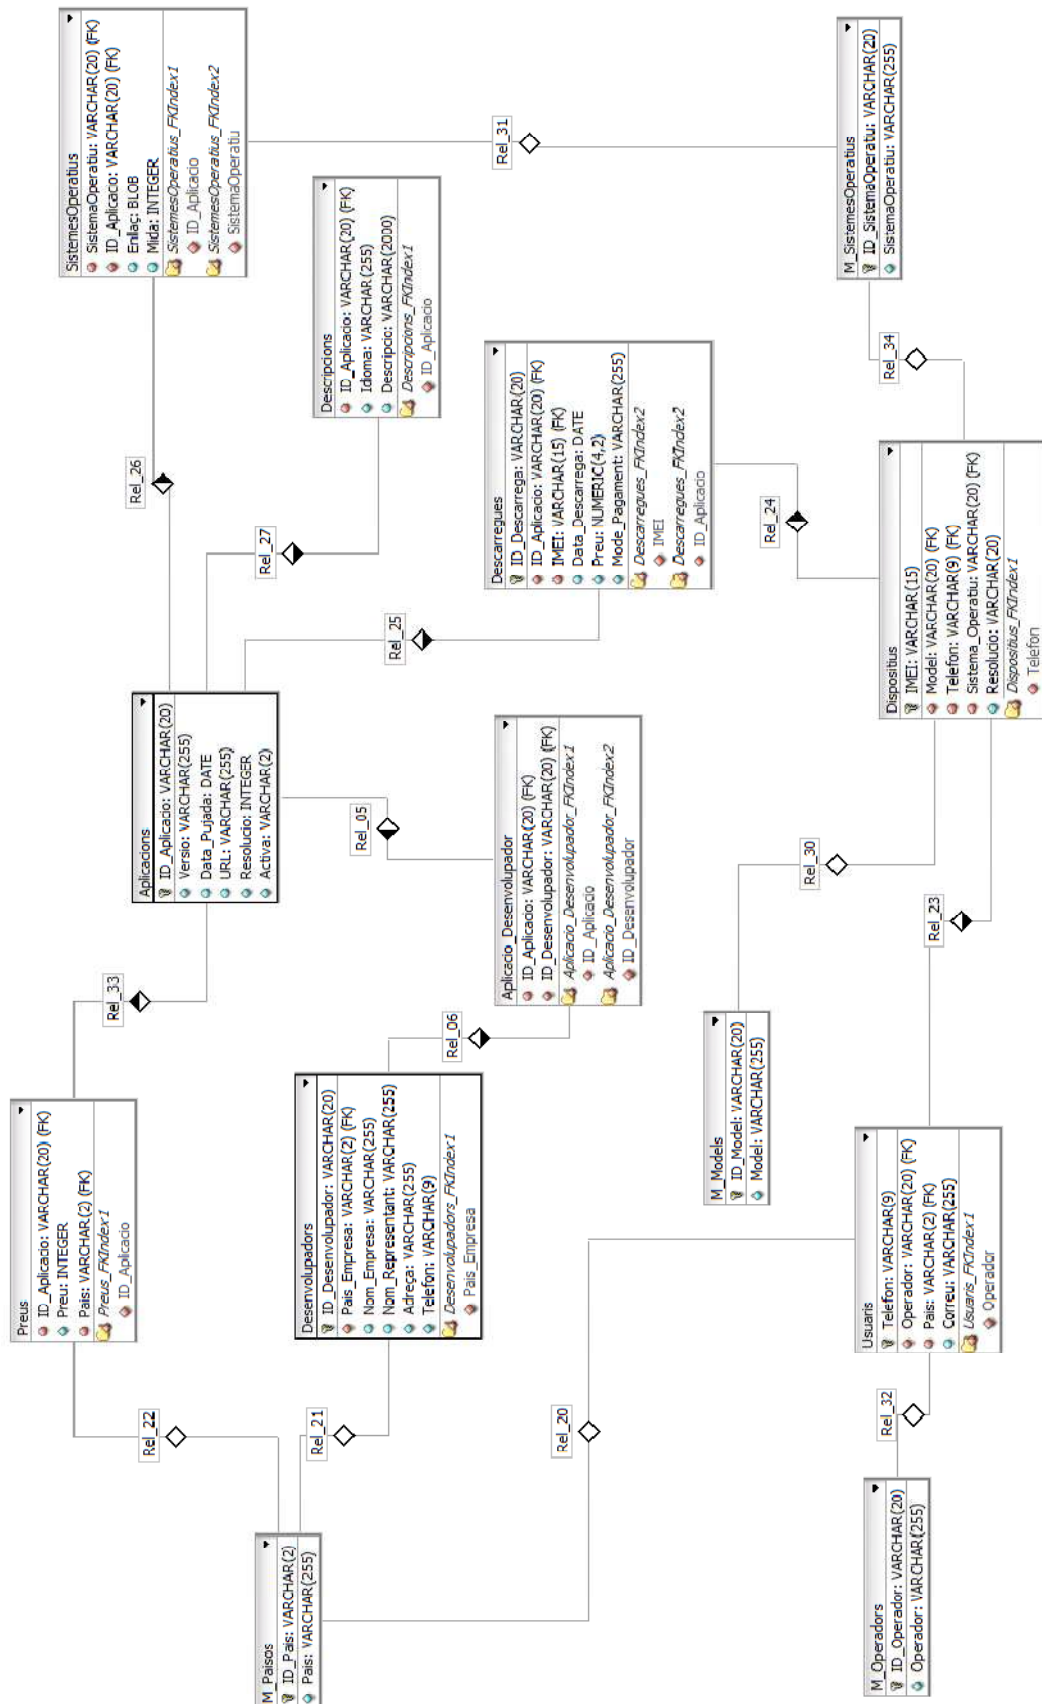 M_Paisos
ID_Pais: VARCHAR(2)
Pais: VARCHAR(255)
Rel_22
Rel_21
Rel_20
Preus
ID_Aplicacio: VARCHAR(20) (FK)
Preu: INTEGER
Pais: VARCHAR(2) (FK)
Preus_FKIndex1
ID_Aplicacio
Rel_33
Desenvolupadors
ID_Desenvolupador: VARCHAR(20)
Pais_Empresa: VARCHAR(2) (FK)
Nom_Empresa: VARCHAR(255)
Nom_Representant: VARCHAR(255)
Adreça: VARCHAR(255)
Telefon: VARCHAR(9)
Desenvolupadors_FKIndex1
Pais_Empresa
Rel_06
Aplicacions
ID_Aplicacio: VARCHAR(20)
Versio: VARCHAR(255)
Data_Pujada: DATE
URL: VARCHAR(255)
Resolucio: INTEGER
Activa: VARCHAR(2)
Rel_05
Aplicacio_Desenvolupador
ID_Aplicacio: VARCHAR(20) (FK)
ID_Desenvolupador: VARCHAR(20) (FK)
Aplicacio_Desenvolupador_FKIndex1
ID_Aplicacio
Aplicacio_Desenvolupador_FKIndex2
ID_Desenvolupador
Rel_26
Rel_27
Rel_25
SistemesOperatius
SistemaOperatiu: VARCHAR(20) (FK)
ID_Aplicacio: VARCHAR(20) (FK)
Enllaç: BLOB
Mida: INTEGER
SistemesOperatius_FKIndex1
ID_Aplicacio
SistemesOperatius_FKIndex2
SistemaOperatiu
Descripcions
ID_Aplicacio: VARCHAR(20) (FK)
Idioma: VARCHAR(255)
Descripcio: VARCHAR(2000)
Descripcions_FKIndex1
ID_Aplicacio
Rel_31
Descarregues
ID_Descarrega: VARCHAR(20)
ID_Aplicacio: VARCHAR(20) (FK)
IMEI: VARCHAR(15) (FK)
Data_Descarrega: DATE
Preu: NUMERIC(4,2)
Mode_Pagament: VARCHAR(255)
Descarregues_FKIndex2
IMEI
Descarregues_FKIndex2
ID_Aplicacio
Rel_24
M_Operadors
ID_Operador: VARCHAR(20)
Operador: VARCHAR(255)
Rel_32
Usuaris
Telefon: VARCHAR(9)
Operador: VARCHAR(20) (FK)
Pais: VARCHAR(2) (FK)
Correu: VARCHAR(255)
Usuaris_FKIndex1
Operador
M_Models
ID_Model: VARCHAR(20)
Model: VARCHAR(255)
Rel_30
Rel_23
Dispositius
IMEI: VARCHAR(15)
Model: VARCHAR(20) (FK)
Telefon: VARCHAR(9) (FK)
Sistema_Operatiu: VARCHAR(20) (FK)
Resolucio: VARCHAR(20)
Dispositius_FKIndex1
Telefon
Rel_34
M_SistemesOperatius
ID_SistemaOperatiu: VARCHAR(20)
SistemaOperatiu: VARCHAR(255)